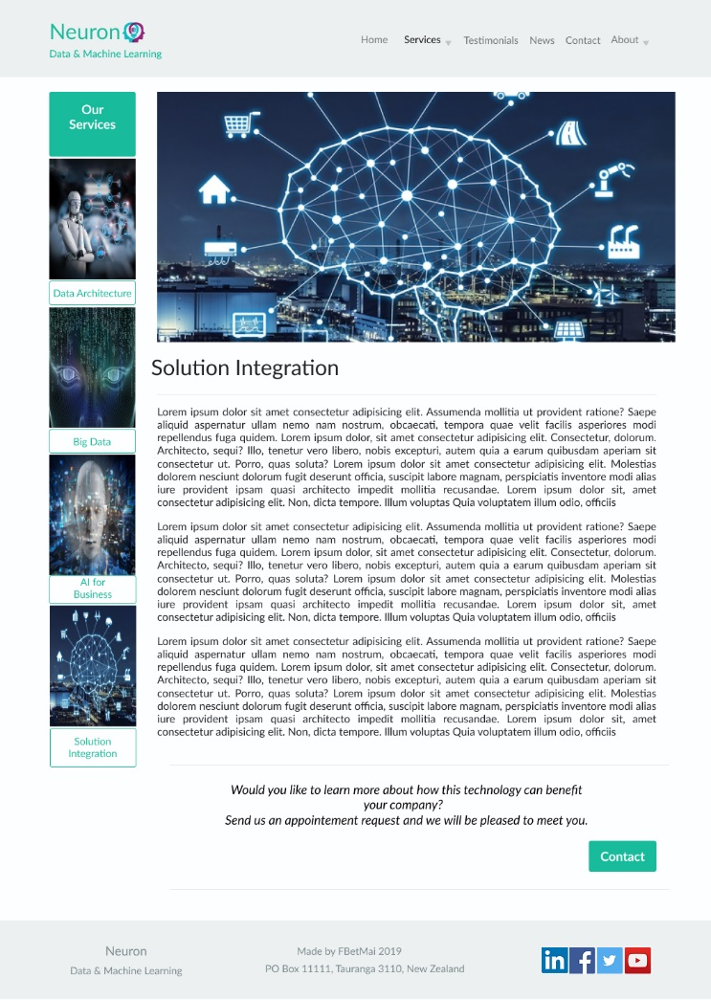 Neuron
Data & Machine Learning
Home Services Testimonials News Contact About
Our
Services
Data Architecture
Big Data
AI for
Business
Solution
Integration
Solution Integration
Lorem ipsum dolor sit amet consectetur adipisicing elit. Assumenda mollitia ut provident ratione? Saepe
aliquid aspernatur ullam nemo nam nostrum, obcaecati, tempora quae velit facilis asperiores modi
repellendus fuga quidem. Lorem ipsum dolor, sit amet consectetur adipisicing elit. Consectetur, dolorum.
Architecto, sequi? Illo, tenetur vero libero, nobis excepturi, autem quia a earum quibusdam aperiam sit
consectetur ut. Porro, quas soluta? Lorem ipsum dolor sit amet consectetur adipisicing elit. Molestias
dolorem nesciunt dolorum fugit deserunt officia, suscipit labore magnam, perspiciatis inventore modi alias
iure provident ipsam quasi architecto impedit mollitia recusandae. Lorem ipsum dolor sit, amet
consectetur adipisicing elit. Non, dicta tempore. Illum voluptas Quia voluptatem illum odio, officiis
Lorem ipsum dolor sit amet consectetur adipisicing elit. Assumenda mollitia ut provident ratione? Saepe
aliquid aspernatur ullam nemo nam nostrum, obcaecati, tempora quae velit facilis asperiores modi
repellendus fuga quidem. Lorem ipsum dolor, sit amet consectetur adipisicing elit. Consectetur, dolorum.
Architecto, sequi? Illo, tenetur vero libero, nobis excepturi, autem quia a earum quibusdam aperiam sit
consectetur ut. Porro, quas soluta? Lorem ipsum dolor sit amet consectetur adipisicing elit. Molestias
dolorem nesciunt dolorum fugit deserunt officia, suscipit labore magnam, perspiciatis inventore modi alias
iure provident ipsam quasi architecto impedit mollitia recusandae. Lorem ipsum dolor sit, amet
consectetur adipisicing elit. Non, dicta tempore. Illum voluptas Quia voluptatem illum odio, officiis
Lorem ipsum dolor sit amet consectetur adipisicing elit. Assumenda mollitia ut provident ratione? Saepe
aliquid aspernatur ullam nemo nam nostrum, obcaecati, tempora quae velit facilis asperiores modi
repellendus fuga quidem. Lorem ipsum dolor, sit amet consectetur adipisicing elit. Consectetur, dolorum.
Architecto, sequi? Illo, tenetur vero libero, nobis excepturi, autem quia a earum quibusdam aperiam sit
consectetur ut. Porro, quas soluta? Lorem ipsum dolor sit amet consectetur adipisicing elit. Molestias
dolorem nesciunt dolorum fugit deserunt officia, suscipit labore magnam, perspiciatis inventore modi alias
iure provident ipsam quasi architecto impedit mollitia recusandae. Lorem ipsum dolor sit, amet
consectetur adipisicing elit. Non, dicta tempore. Illum voluptas Quia voluptatem illum odio, officiis
Would you like to learn more about how this technology can benefit
your company?
Send us an appointement request and we will be pleased to meet you.
Contact
Neuron
Data & Machine Learning
Made by FBetMai 2019
PO Box 11111, Tauranga 3110, New Zealand
in f